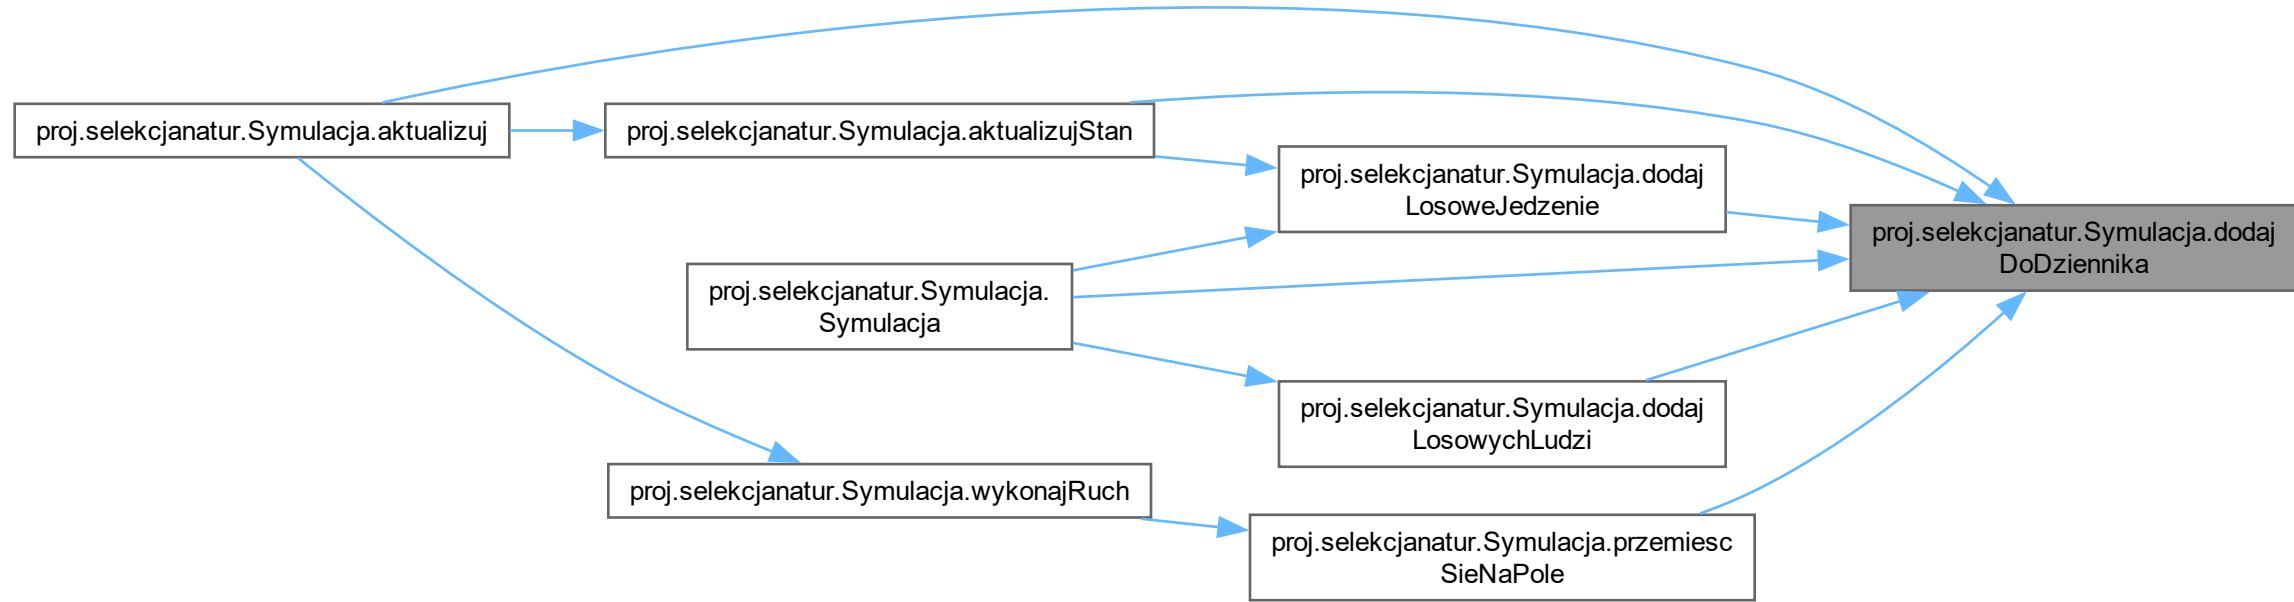 proj.selekcjanatur.Symulacja.aktualizuj
proj.selekcjanatur.Symulacja.aktualizujStan
proj.selekcjanatur.Symulacja.dodaj
LosoweJedzenie
proj.selekcjanatur.Symulacja.dodaj
DoDziennika
proj.selekcjanatur.Symulacja.
Symulacja
proj.selekcjanatur.Symulacja.dodaj
LosowychLudzi
proj.selekcjanatur.Symulacja.wykonajRuch
proj.selekcjanatur.Symulacja.przemiesc
SieNaPole